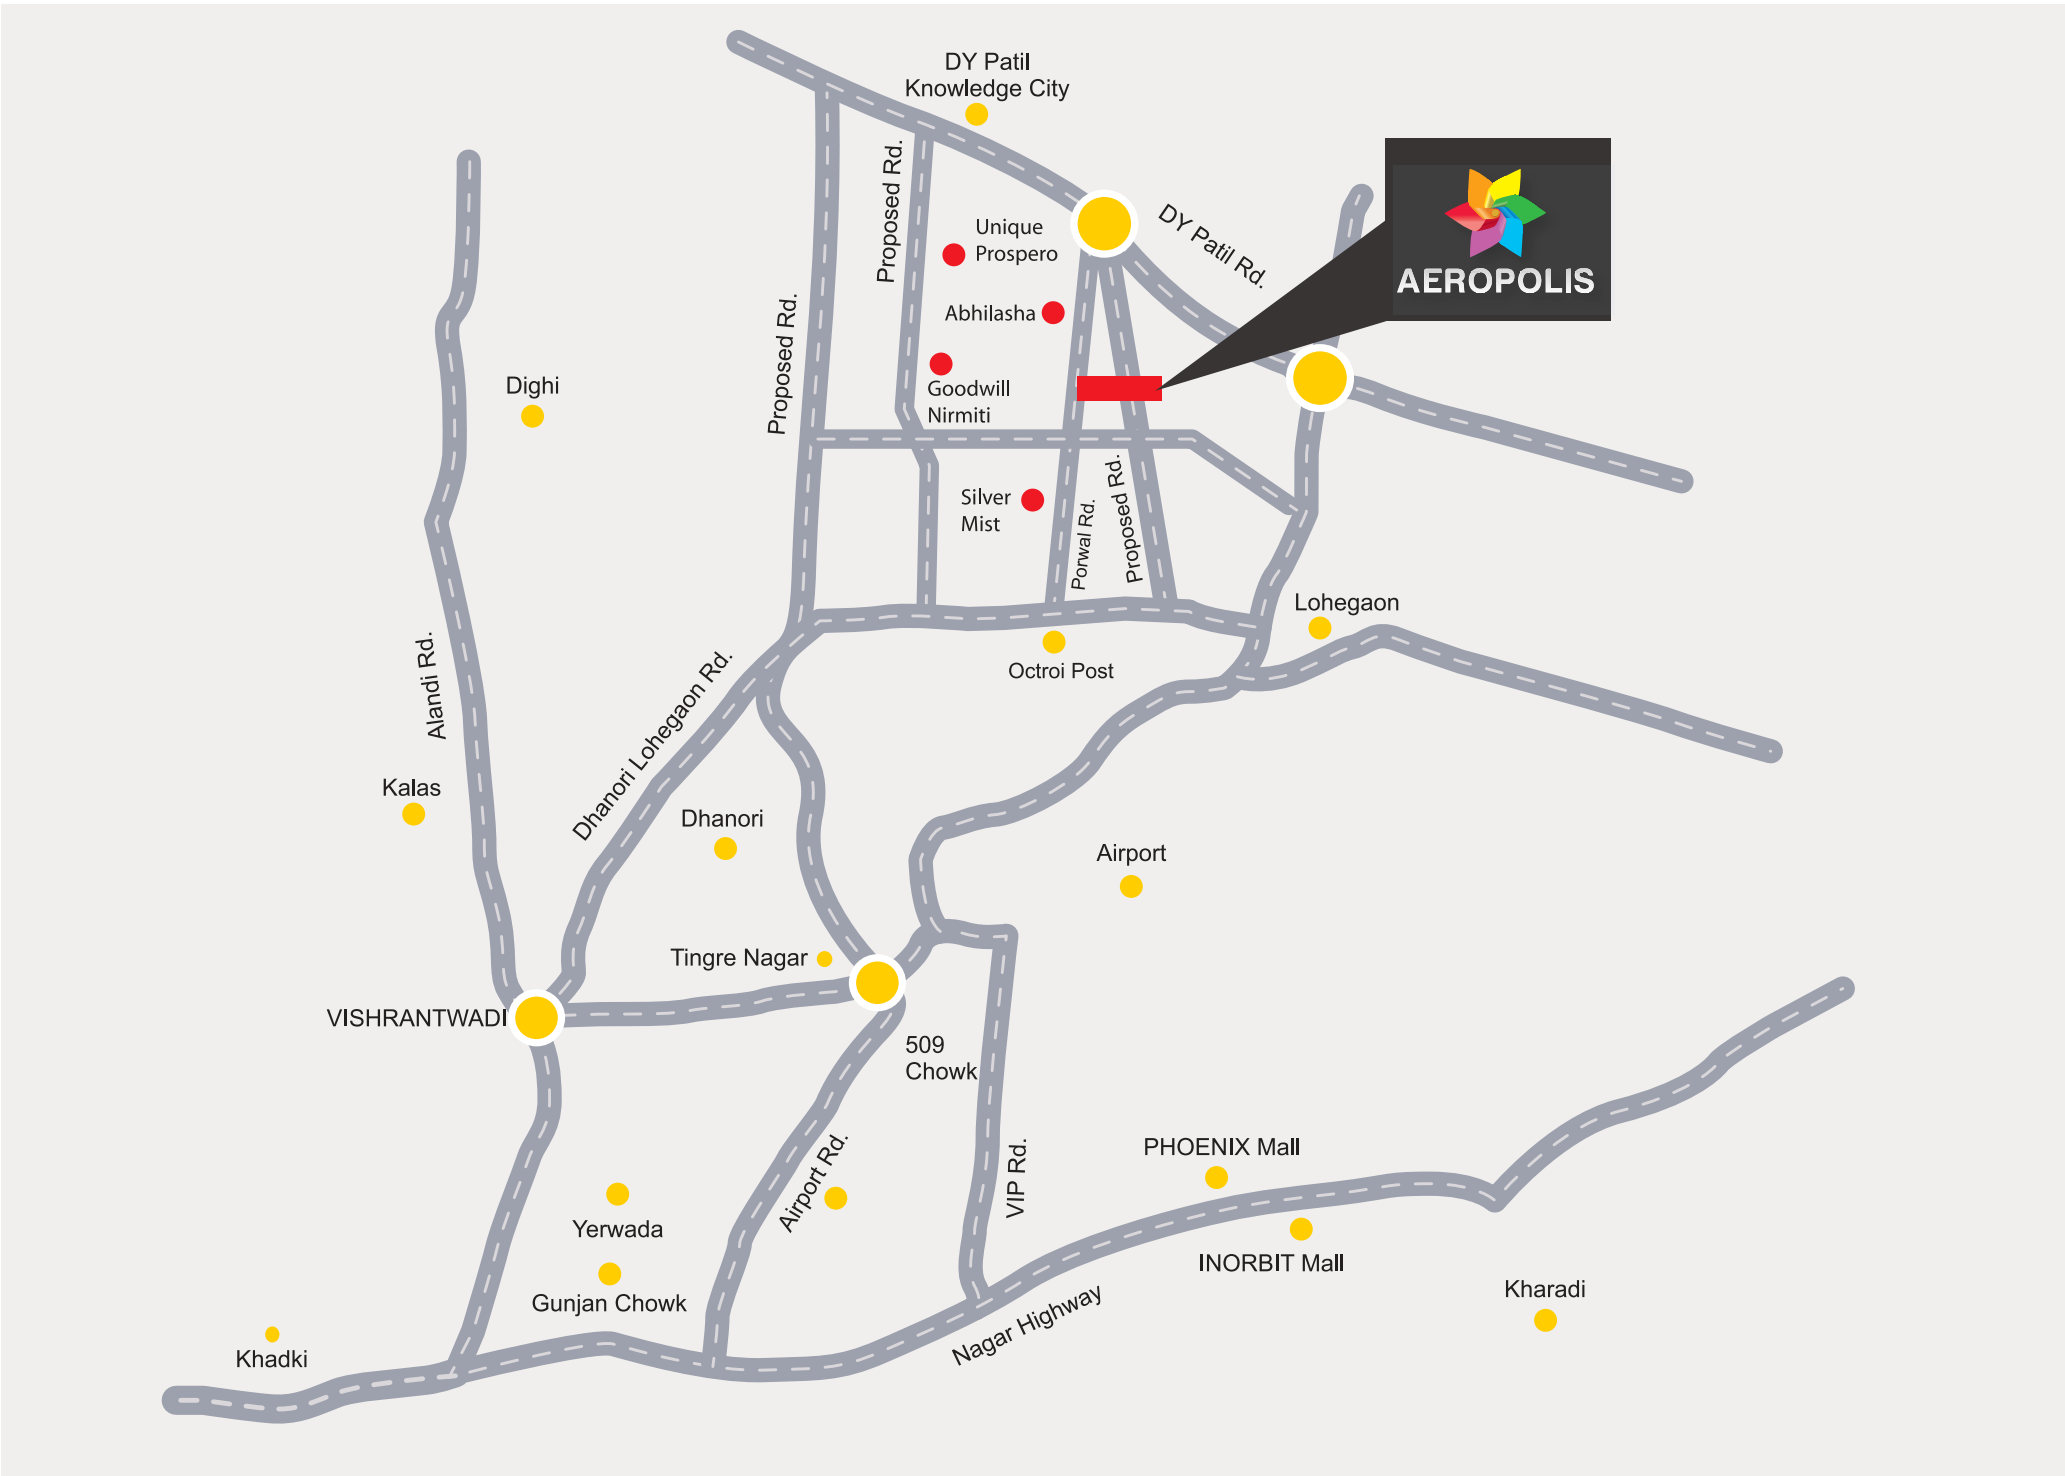 DY Patil
Knowledge City
Proposed Rd.
Unique
Prospero
DY Patil Rd.
AEROPOLIS
Abhilasha
Proposed Rd.
Goodwill
Nirmiti
Dighi
Silver
Mist
Porwal Rd.
Proposed Rd.
Lohegaon
Octroi Post
Alandi Rd.
Dhanori Lohegaon Rd.
Kalas
Dhanori
Airport
Tingre Nagar
VISHRANTWADI
509
Chowk
Airport Rd.
VIP Rd.
PHOENIX Mall
Yerwada
INORBIT Mall
Gunjan Chowk
Nagar Highway
Kharadi
Khadki